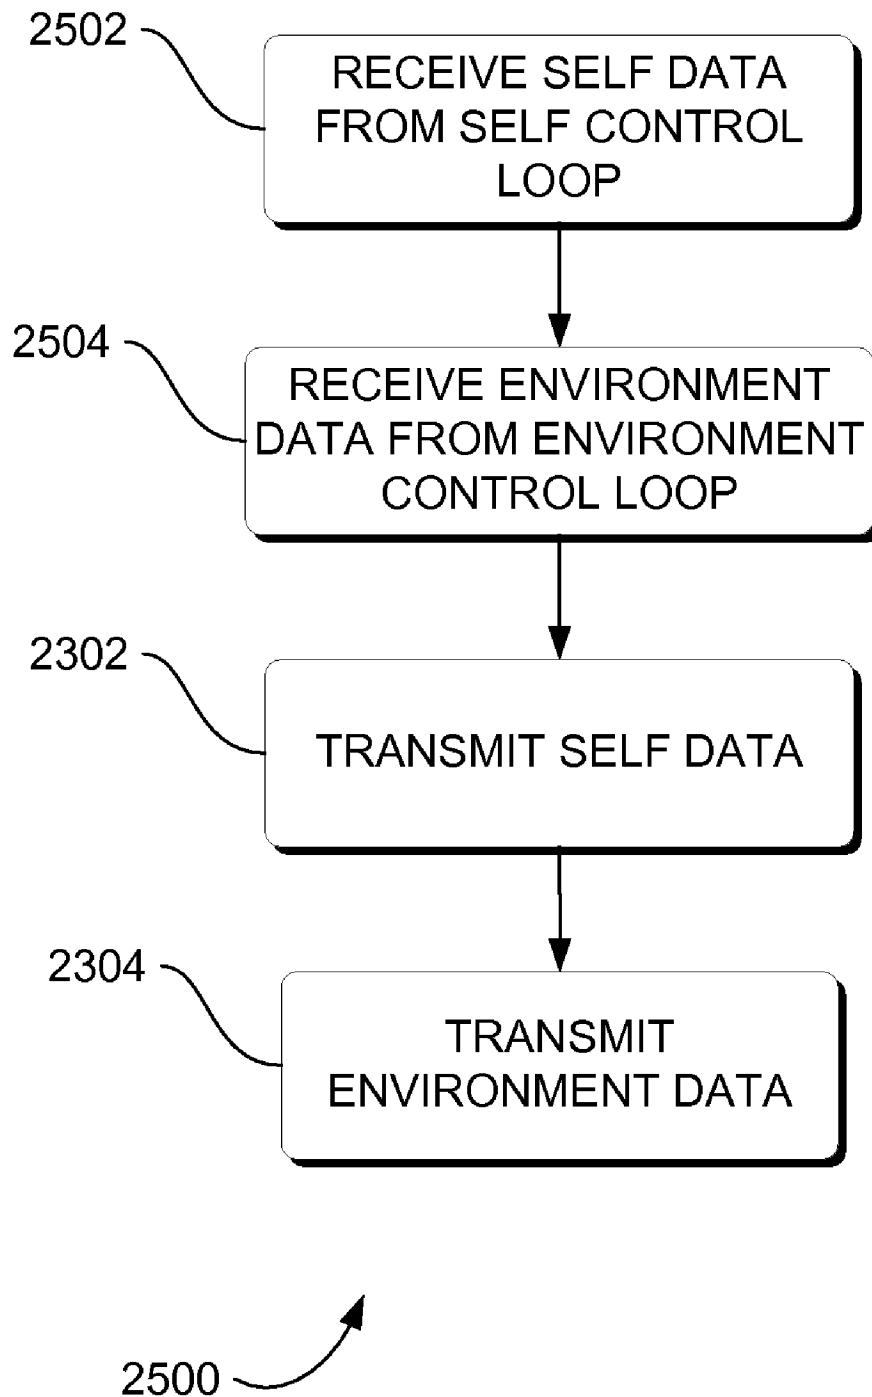 2502
RECEIVE SELF DATA
FROM SELF CONTROL
LOOP
2504
RECEIVE ENVIRONMENT
DATA FROM ENVIRONMENT
CONTROL LOOP
2302
TRANSMIT SELF DATA
2304
TRANSMIT
ENVIRONMENT DATA
2500